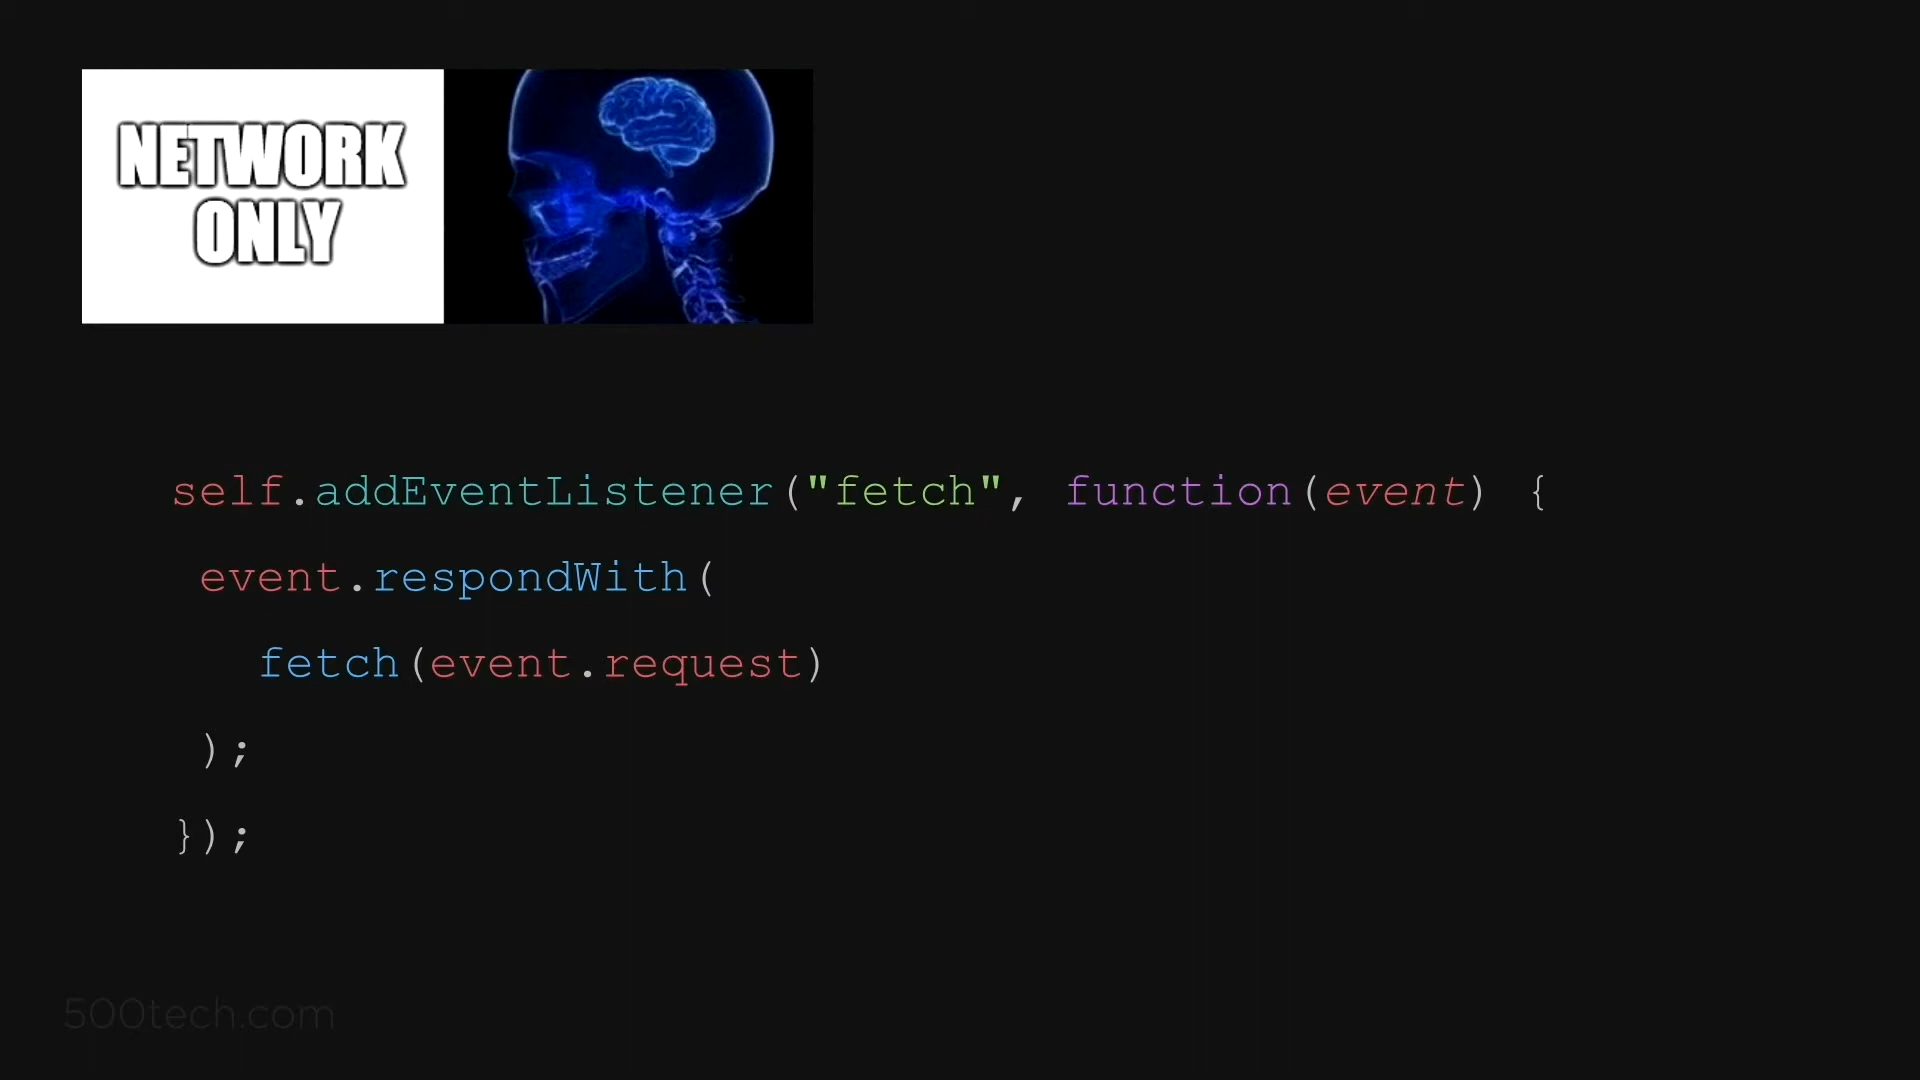 NETWORK
ONLY
self.addEventListener("fetch", function(event) {
event.respondWith(
fetch(event.request)
);
});
500tech.com